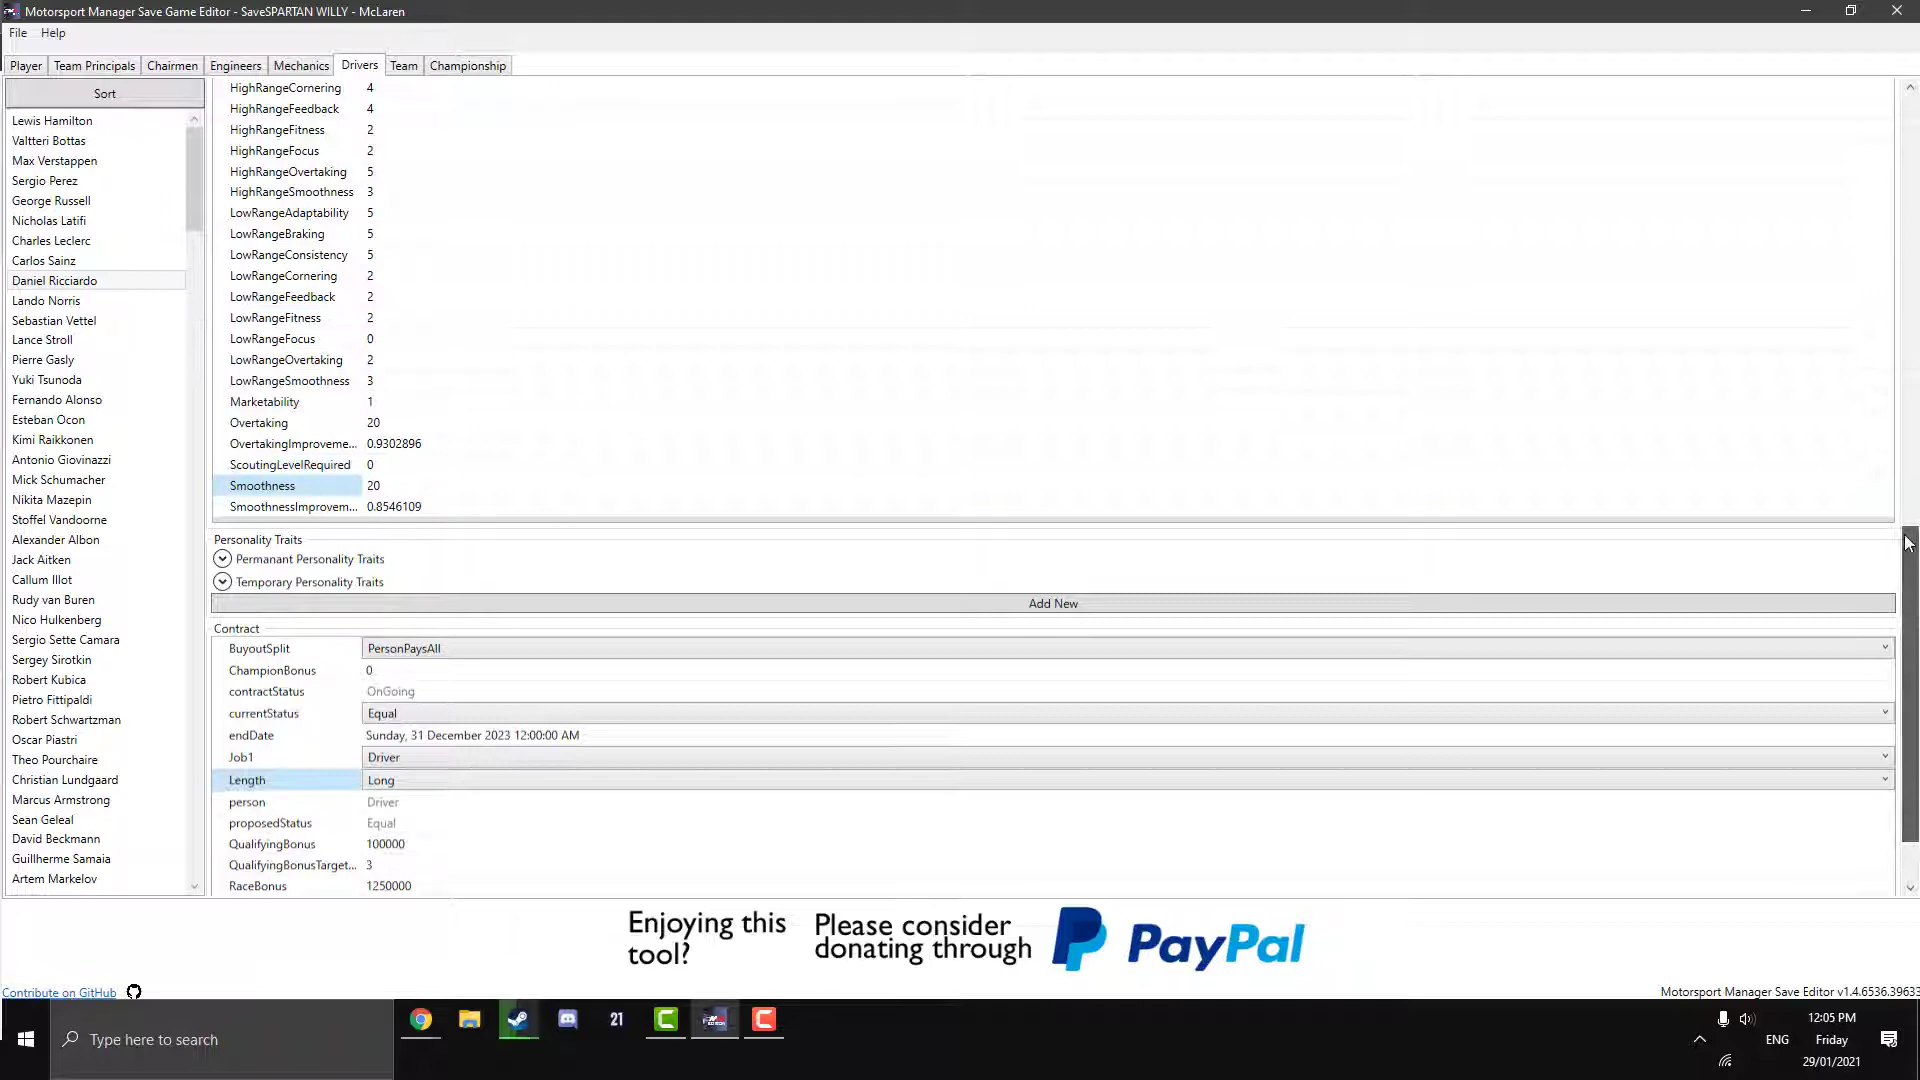 Motorsport Manager Save Game Editor - SaveSPARTAN WILLY - McLaren
File Help
Player Team Principals Chairmen Engineers Mechanics Drivers Team Championship
Sort
Lewis Hamilton
Valtteri Bottas
Max Verstappen
Sergio Perez
George Russell
Nicholas Latifi
Charles Leclerc
Carlos Sainz
Daniel Ricciardo
Lando Norris
Sebastian Vettel
Lance Stroll
Pierre Gasly
Yuki Tsunoda
Fernando Alonso
Esteban Ocon
Kimi Raikkonen
Antonio Giovinazzi
Mick Schumacher
Nikita Mazepin
Stoffel Vandoorne
Alexander Albon
Jack Aitken
Callum Illot
Rudy van Buren
Nico Hulkenberg
Sergio Sette Camara
Sergey Sirotkin
Robert Kubica
Pietro Fittipaldi
Robert Schwartzman
Oscar Piastri
Theo Pourchaire
Christian Lundgaard
Marcus Armstrong
Sean Geleal
David Beckmann
Guilherme Samaia
Artem Markelov
HighRangeCornering 4
HighRangeFeedback 4
HighRangeFitness 2
HighRangeFocus 2
HighRangeOvertaking 5
HighRangeSmoothness 3
LowRangeAdaptability 5
LowRangeBraking 5
LowRangeConsistency 5
LowRangeCornering 2
LowRangeFeedback 2
LowRangeFitness 2
LowRangeFocus 0
LowRangeOvertaking 2
LowRangeSmoothness 3
Marketability 1
Overtaking 20
OvertakingImproveme... 0.9302896
ScoutingLevelRequired 0
Smoothness 20
SmoothnessImprovem... 0.8546109
Personality Traits
Permanant Personality Traits
Temporary Personality Traits
Add New
Contract
BuyoutSplit PersonPaysAll
ChampionBonus 0
contractStatus OnGoing
currentStatus Equal
endDate Sunday, 31 December 2023 12:00:00 AM
Job1 Driver
Length Long
person Driver
proposedStatus Equal
QualifyingBonus 100000
QualifyingBonusTarget... 3
RaceBonus 1250000
Enjoying this
tool?
Please consider
donating through
PayPal
Contribute on GitHub
Motorsport Manager Save Editor v1.4.6536.39633
Type here to search
21
ENG
12:05 PM
Friday
29/01/2021